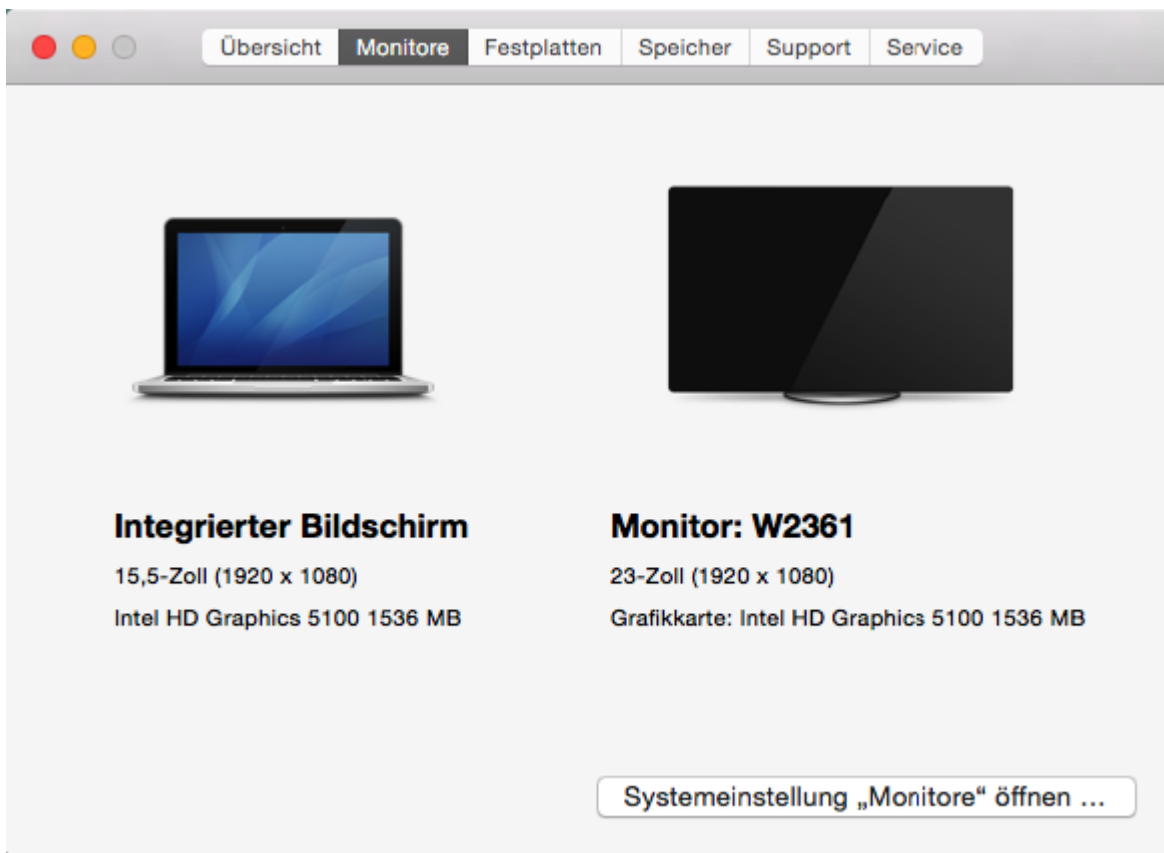 Übersicht Monitore Festplatten Speicher Support Service
Integrierter Bildschirm
15,5-Zoll (1920 x 1080)
Intel HD Graphics 5100 1536 MB
Monitor: W2361
23-Zoll (1920 x 1080)
Grafikkarte: Intel HD Graphics 5100 1536 MB
Systemeinstellung „Monitore“ öffnen ...